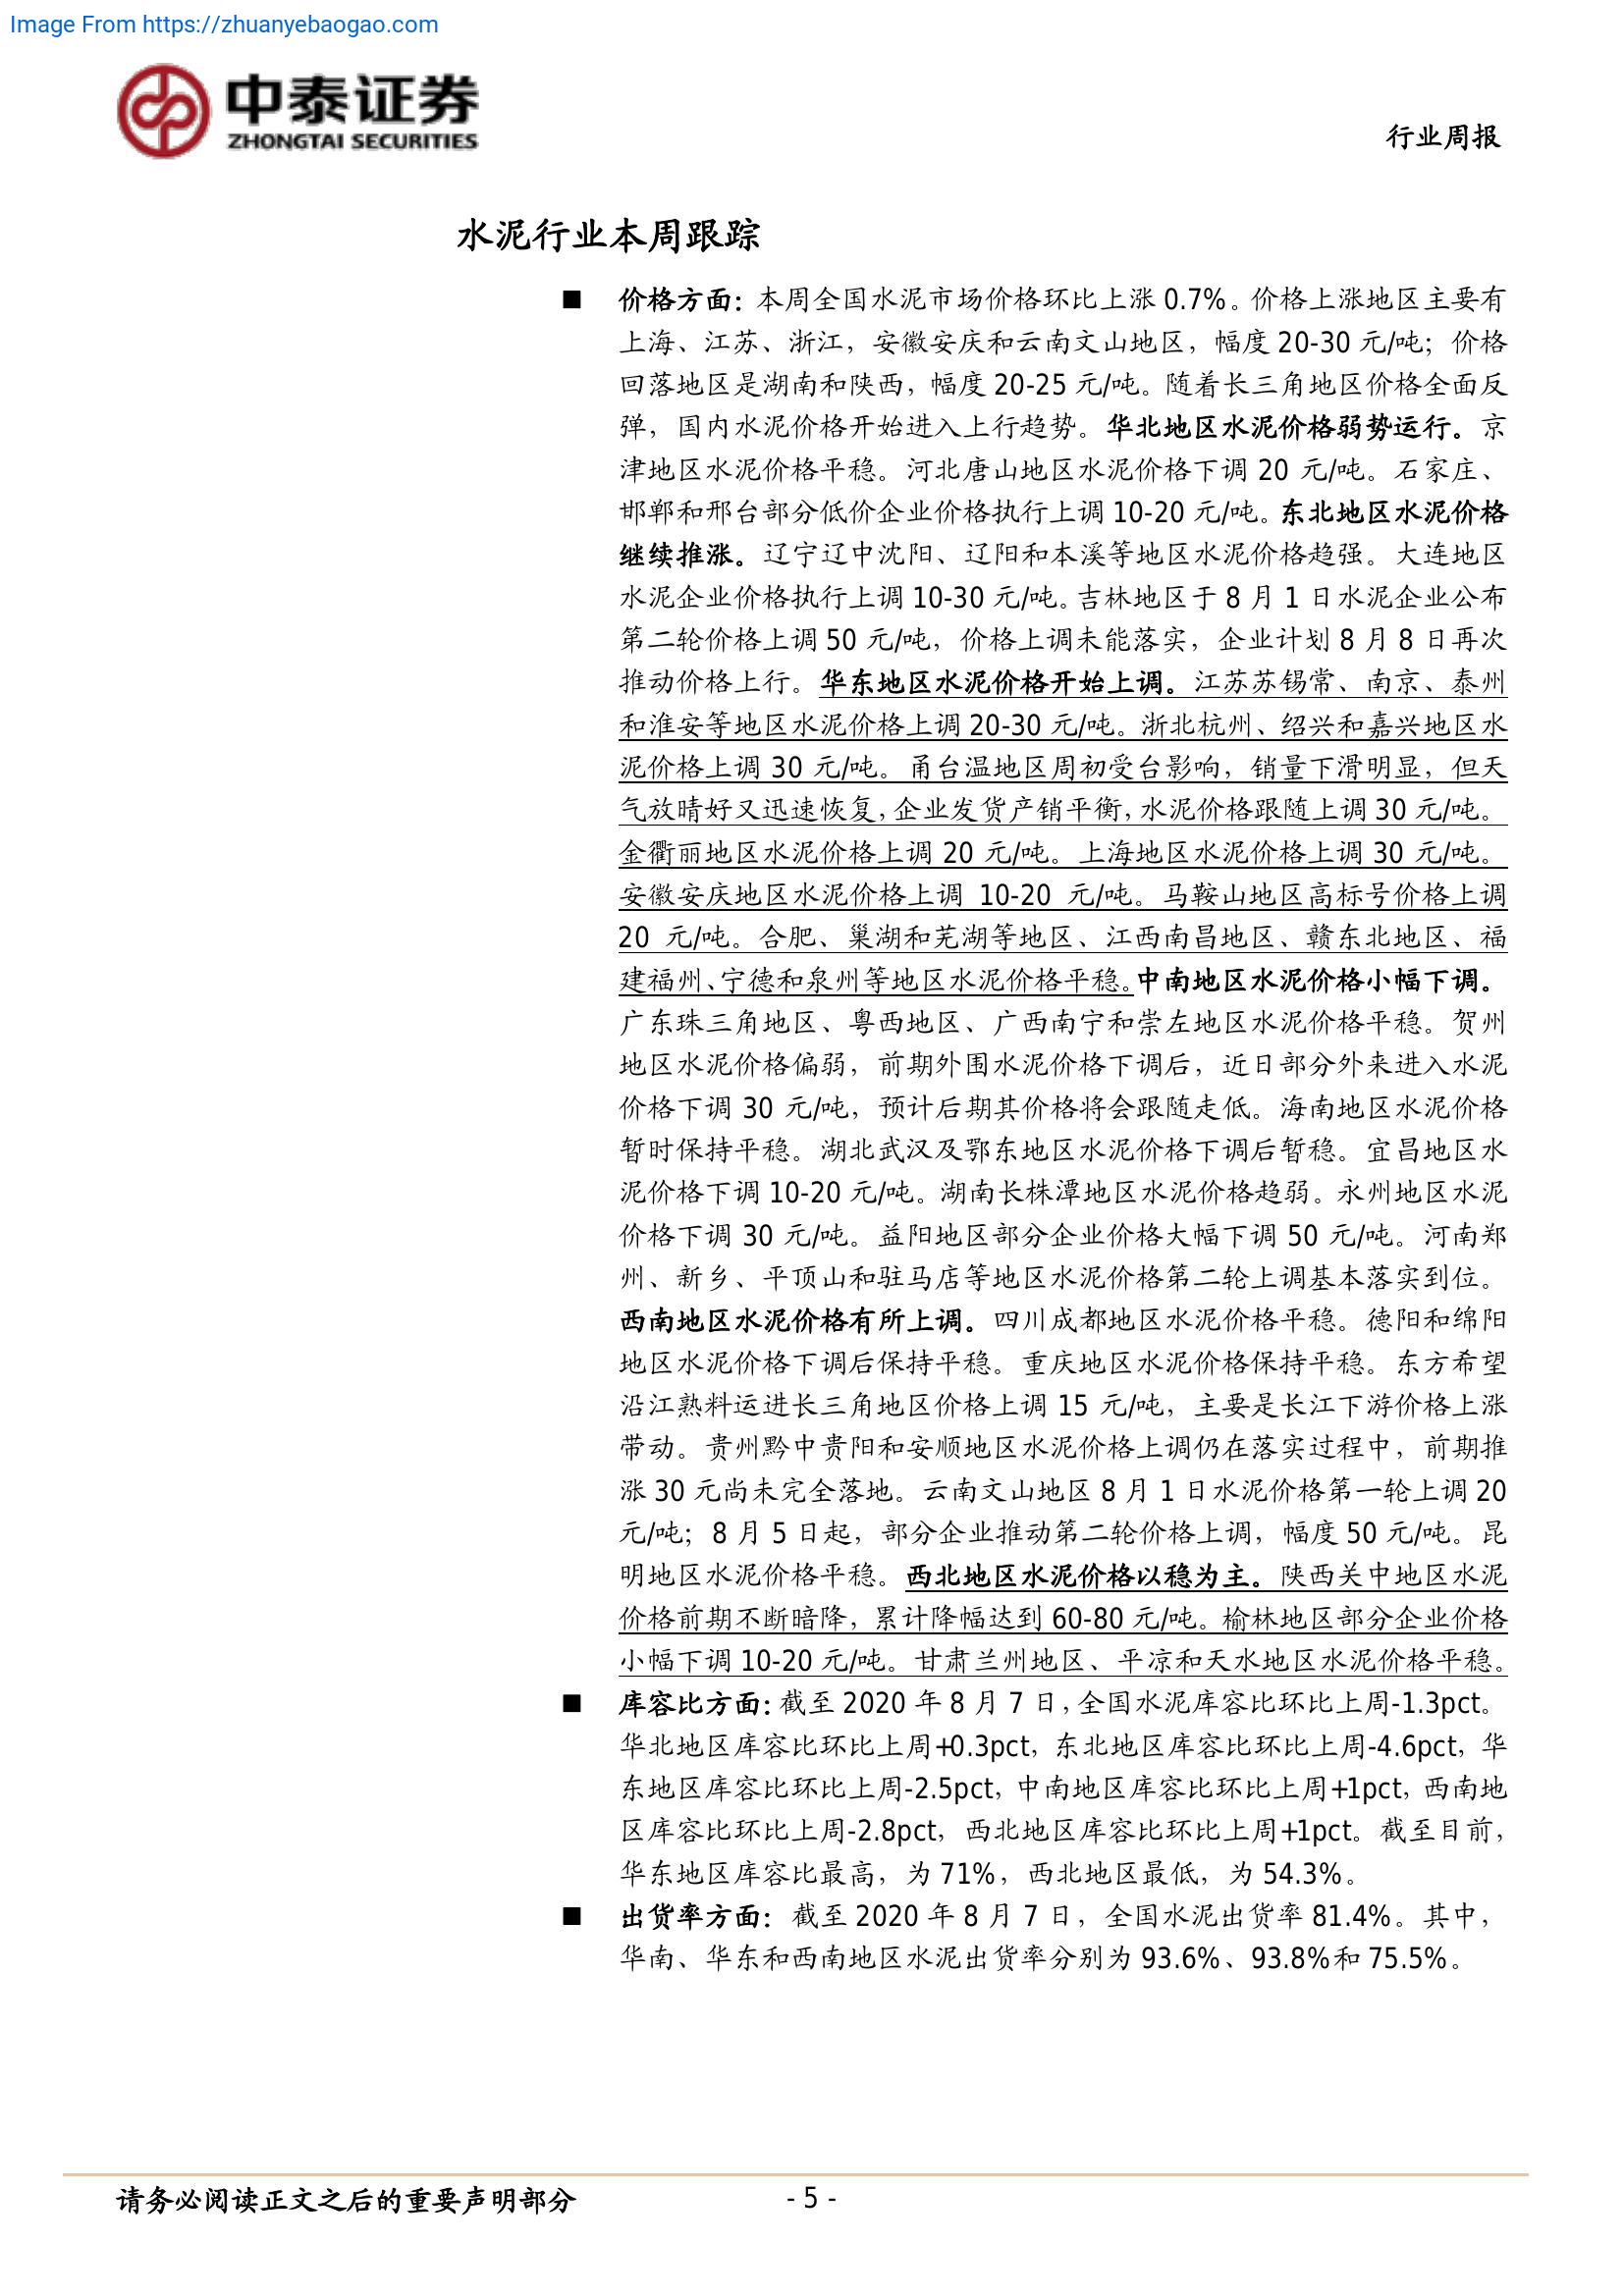 Image From https://zhuanyebaogao.com
中泰证券
ZHONGTAI SECURITIES
行业周报
水泥行业本周跟踪
■ 价格方面：本周全国水泥市场价格环比上涨 0.7%。价格上涨地区主要有
上海、江苏、浙江，安徽安庆和云南文山地区，幅度 20-30 元/吨；价格
回落地区是湖南和陕西，幅度 20-25 元/吨。随着长三角地区价格全面反
弹，国内水泥价格开始进入上行趋势。华北地区水泥价格弱势运行。京
津地区水泥价格平稳。河北唐山地区水泥价格下调 20 元/吨。石家庄、
邯郸和邢台部分低价企业价格执行上调 10-20 元/吨。东北地区水泥价格
继续推涨。辽宁辽中沈阳、辽阳和本溪等地区水泥价格趋强。大连地区
水泥企业价格执行上调 10-30 元/吨。吉林地区于 8 月 1 日水泥企业公布
第二轮价格上调 50 元/吨，价格上调未能落实，企业计划 8 月 8 日再次
推动价格上行。华东地区水泥价格开始上调。江苏苏锡常、南京、泰州
和淮安等地区水泥价格上调 20-30 元/吨。浙北杭州、绍兴和嘉兴地区水
泥价格上调 30 元/吨。甬台温地区周初受台影响，销量下滑明显，但天
气放晴好又迅速恢复，企业发货产销平衡，水泥价格跟随上调 30 元/吨。
金衢丽地区水泥价格上调 20 元/吨。上海地区水泥价格上调 30 元/吨。
安徽安庆地区水泥价格上调 10-20 元/吨。马鞍山地区高标号价格上调
20 元/吨。合肥、巢湖和芜湖等地区、江西南昌地区、赣东北地区、福
建福州、宁德和泉州等地区水泥价格平稳。中南地区水泥价格小幅下调。
广东珠三角地区、粤西地区、广西南宁和崇左地区水泥价格平稳。贺州
地区水泥价格偏弱，前期外围水泥价格下调后，近日部分外来进入水泥
价格下调 30 元/吨，预计后期其价格将会跟随走低。海南地区水泥价格
暂时保持平稳。湖北武汉及鄂东地区水泥价格下调后暂稳。宜昌地区水
泥价格下调 10-20 元/吨。湖南长株潭地区水泥价格趋弱。永州地区水泥
价格下调 30 元/吨。益阳地区部分企业价格大幅下调 50 元/吨。河南郑
州、新乡、平顶山和驻马店等地区水泥价格第二轮上调基本落实到位。
西南地区水泥价格有所上调。四川成都地区水泥价格平稳。德阳和绵阳
地区水泥价格下调后保持平稳。重庆地区水泥价格保持平稳。东方希望
沿江熟料运进长三角地区价格上调 15 元/吨，主要是长江下游价格上涨
带动。贵州黔中贵阳和安顺地区水泥价格上调仍在落实过程中，前期推
涨 30 元尚未完全落地。云南文山地区 8 月 1 日水泥价格第一轮上调 20
元/吨；8 月 5 日起，部分企业推动第二轮价格上调，幅度 50 元/吨。昆
明地区水泥价格平稳。西北地区水泥价格以稳为主。陕西关中地区水泥
价格前期不断暗降，累计降幅达到 60-80 元/吨。榆林地区部分企业价格
小幅下调 10-20 元/吨。甘肃兰州地区、平凉和天水地区水泥价格平稳。
■ 库容比方面：截至 2020 年 8 月 7 日，全国水泥库容比环比上周-1.3pct。
华北地区库容比环比上周+0.3pct，东北地区库容比环比上周-4.6pct，华
东地区库容比环比上周-2.5pct，中南地区库容比环比上周+1pct，西南地
区库容比环比上周-2.8pct，西北地区库容比环比上周+1pct。截至目前，
华东地区库容比最高，为 71%，西北地区最低，为 54.3%。
■ 出货率方面：截至 2020 年 8 月 7 日，全国水泥出货率 81.4%。其中，
华南、华东和西南地区水泥出货率分别为 93.6%、93.8%和 75.5%。
请务必阅读正文之后的重要声明部分
- 5 -